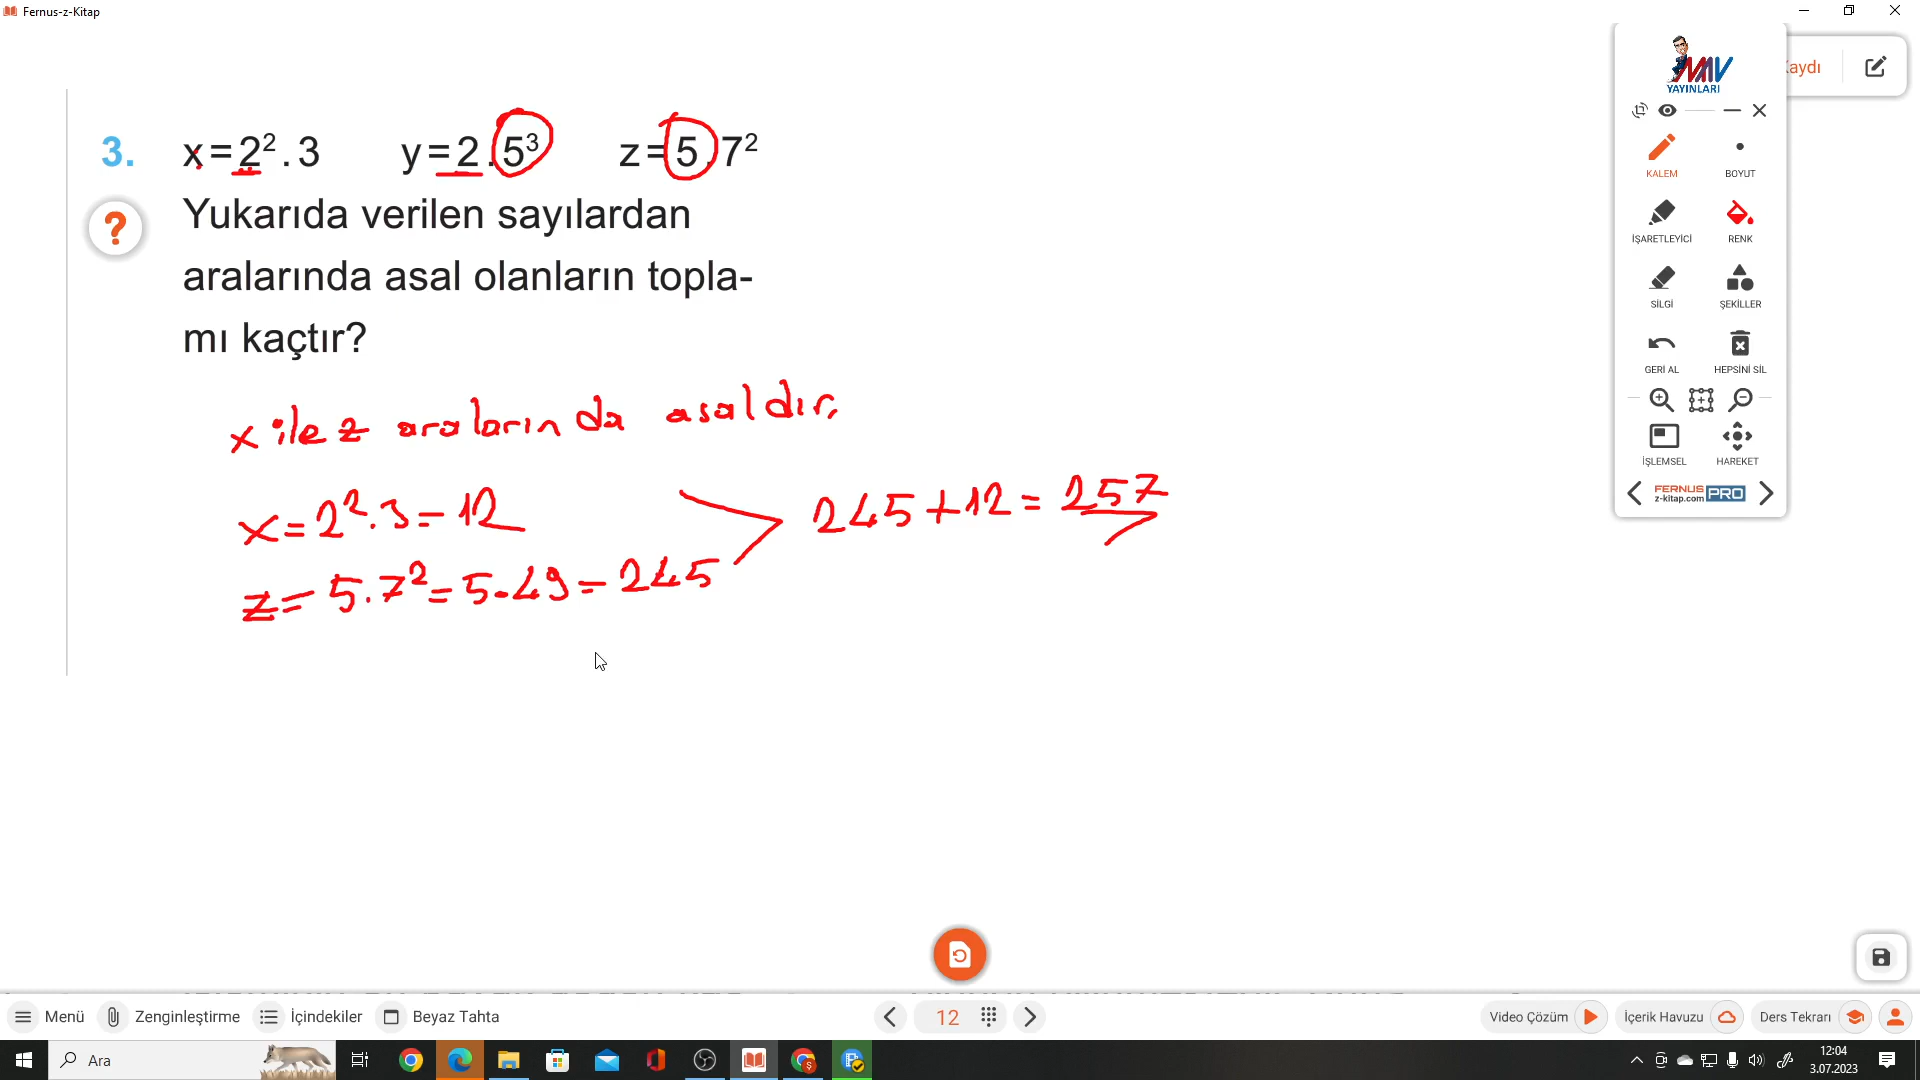 Fernus-z-Kitap
MAV
YAYINLARI
Kaydı
3. x=2².3 y=2.5³ z=5.7²
Yukarıda verilen sayılardan
aralarında asal olanların topla-
mı kaçtır?
x ile z aralarında asaldır.
x=2².3=12
z=5.7²=5.49=245
245+12=257
KALEM
BOYUT
İŞARETLEYİCİ
RENK
SİLGİ
ŞEKİLLER
GERİ AL
HEPSİNİ SİL
İŞLEMSEL
HAREKET
FERNUS PRO
z-kitap.com
Menü
Zenginleştirme
İçindekiler
Beyaz Tahta
12
Video Çözüm
İçerik Havuzu
Ders Tekrarı
Ara
12:04
3.07.2023